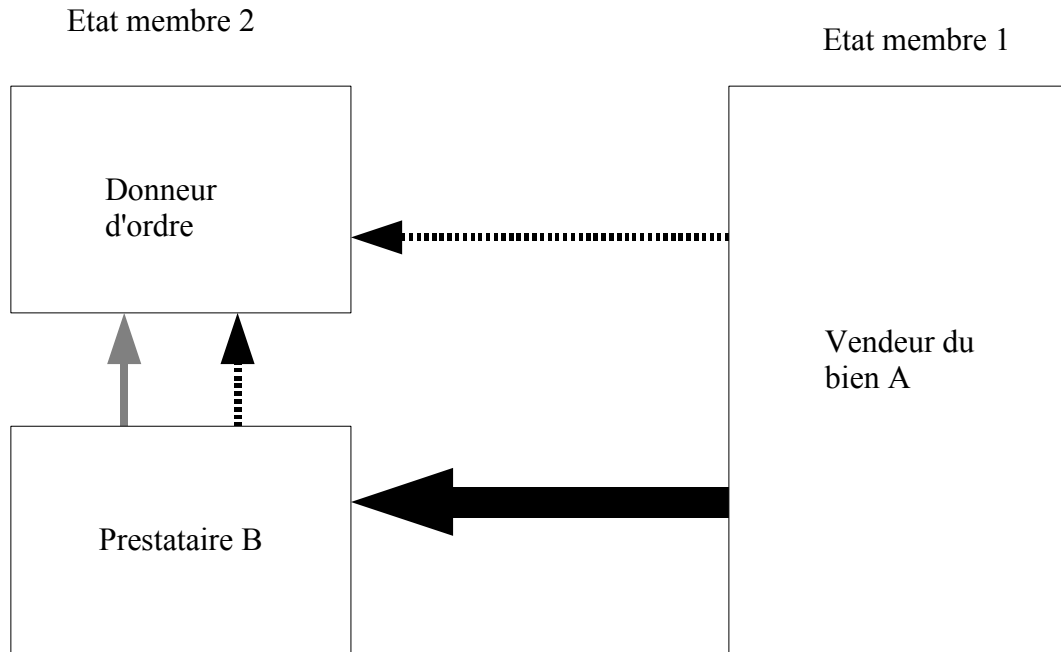 Etat membre 2
Etat membre 1
Donneur
d'ordre
Vendeur du
bien A
Prestataire B